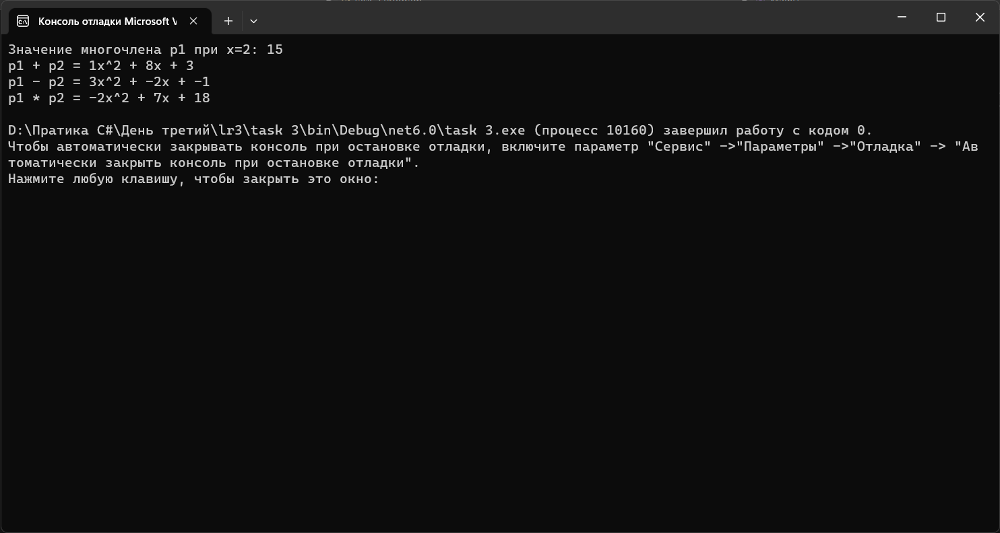 Консоль отладки Microsoft V
Значение многочлена p1 при x=2: 15
p1 + p2 = 1x^2 + 8x + 3
p1 - p2 = 3x^2 + -2x + -1
p1 * p2 = -2x^2 + 7x + 18
D:\Пратика C#\День третий\lr3\task 3\bin\Debug\net6.0\task 3.exe (процесс 10160) завершил работу с кодом 0.
Чтобы автоматически закрывать консоль при остановке отладки, включите параметр "Сервис" ->"Параметры" ->"Отладка" -> "Ав
томатически закрыть консоль при остановке отладки".
Нажмите любую клавишу, чтобы закрыть это окно: